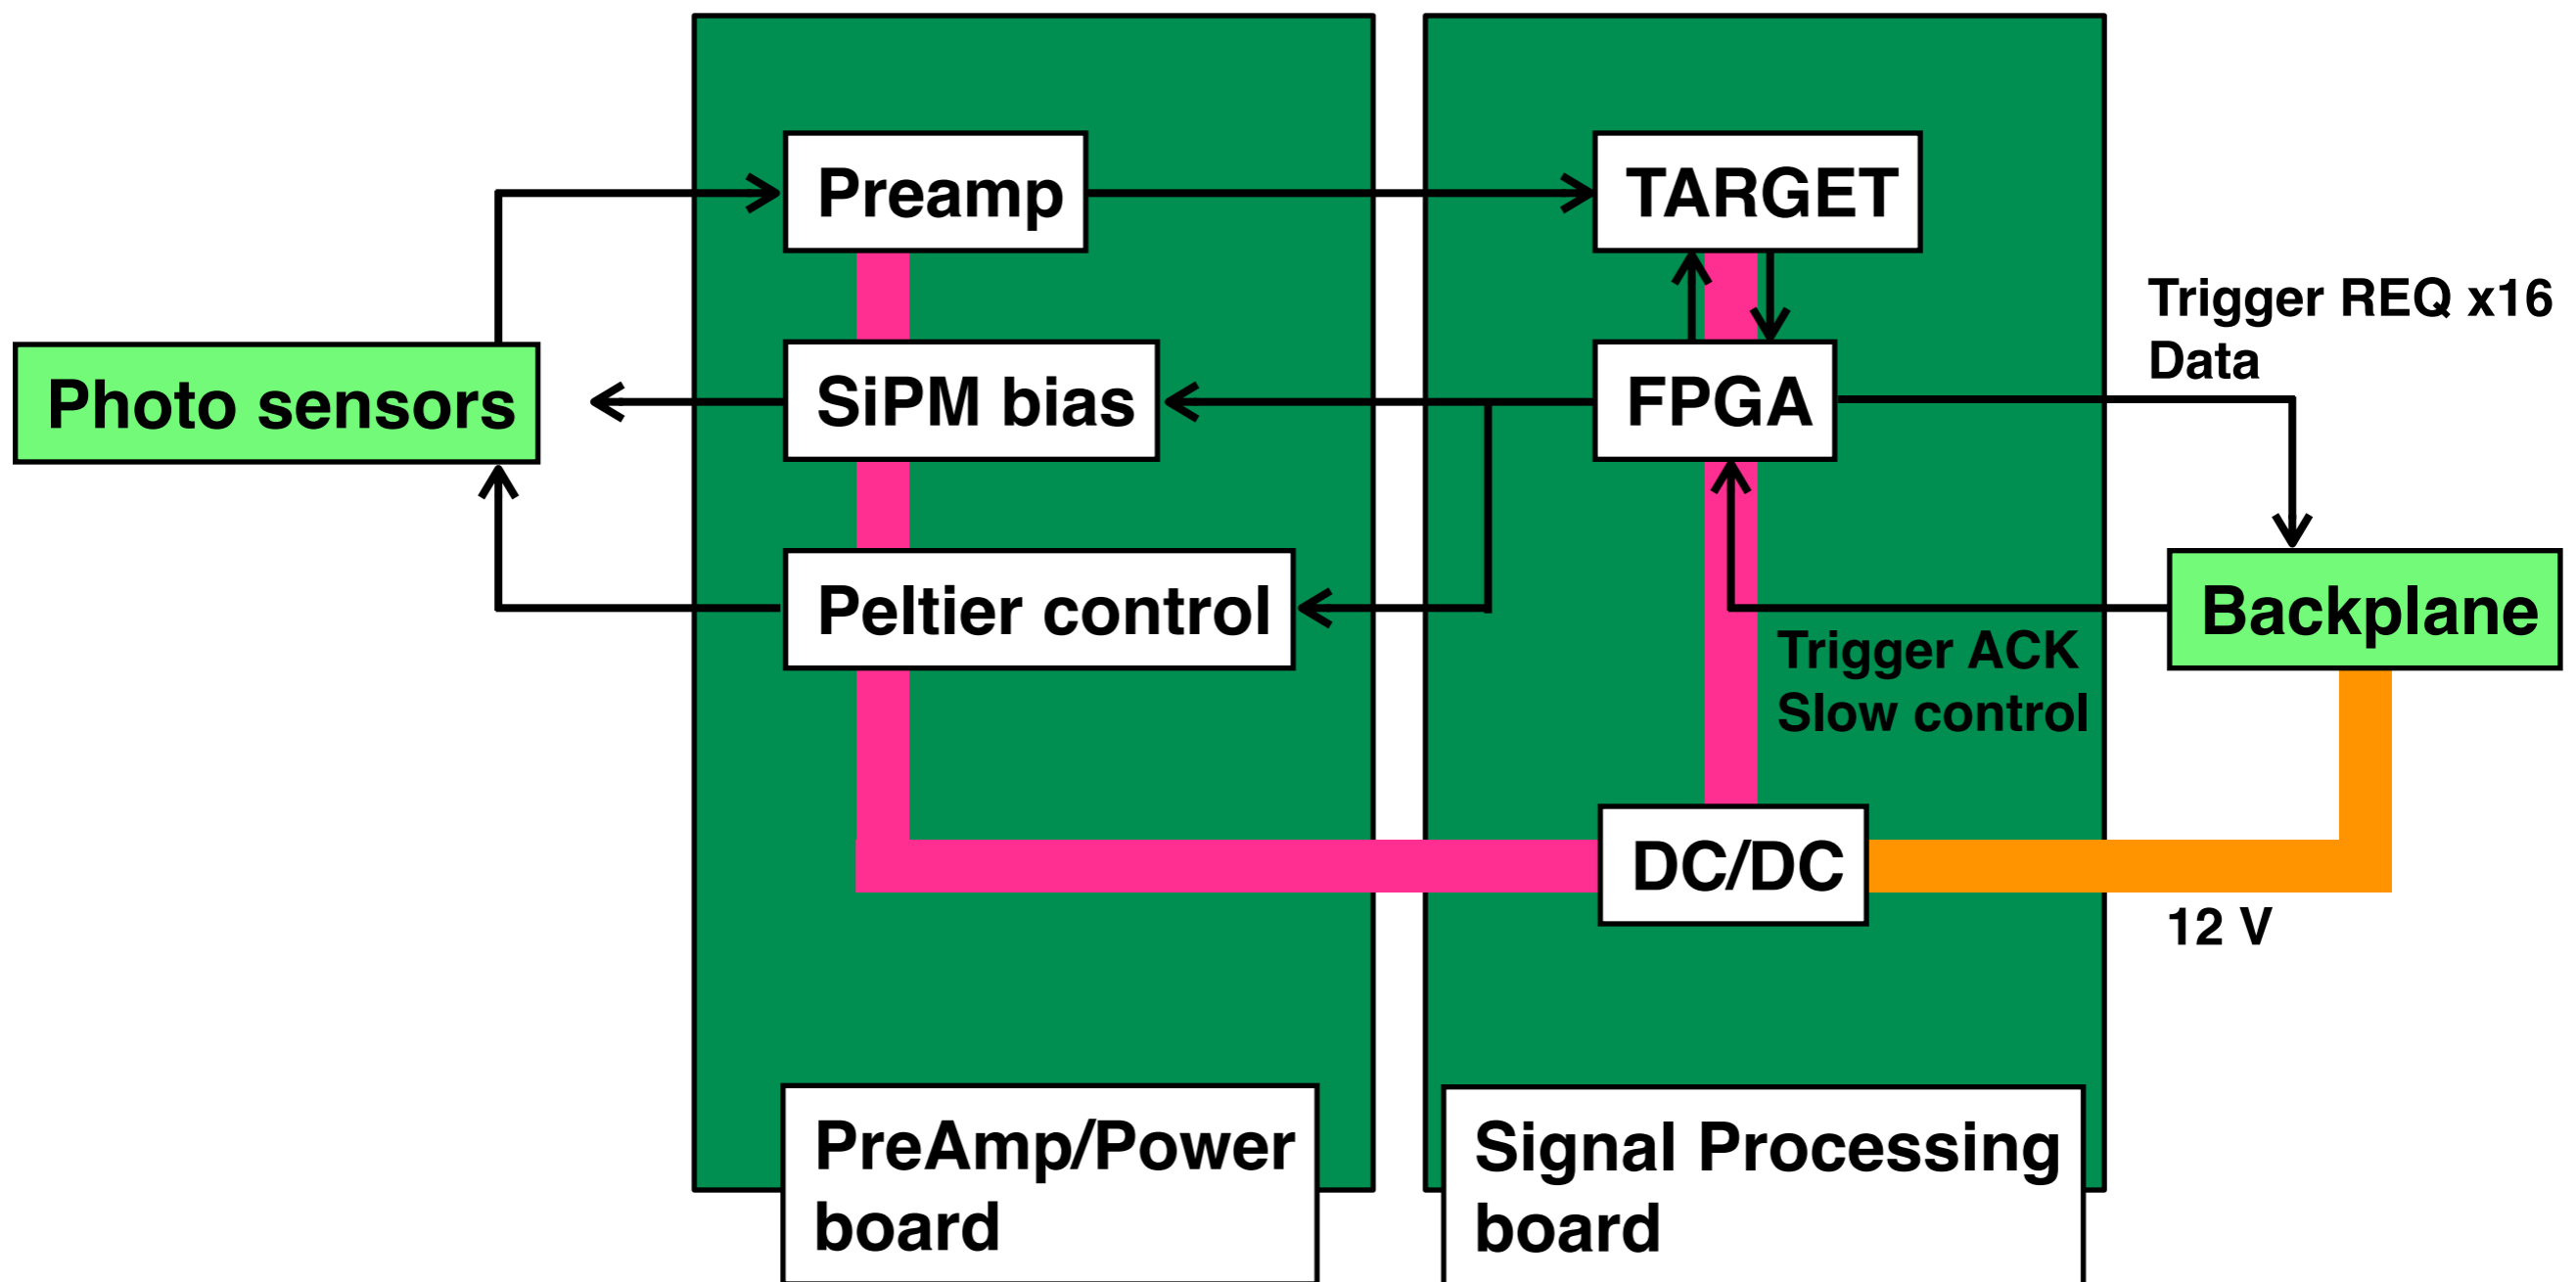 Preamp
TARGET
Trigger REQ x16
Data
Photo sensors
SiPM bias
FPGA
Peltier control
Backplane
Trigger ACK
Slow control
DC/DC
12 V
PreAmp/Power
board
Signal Processing
board